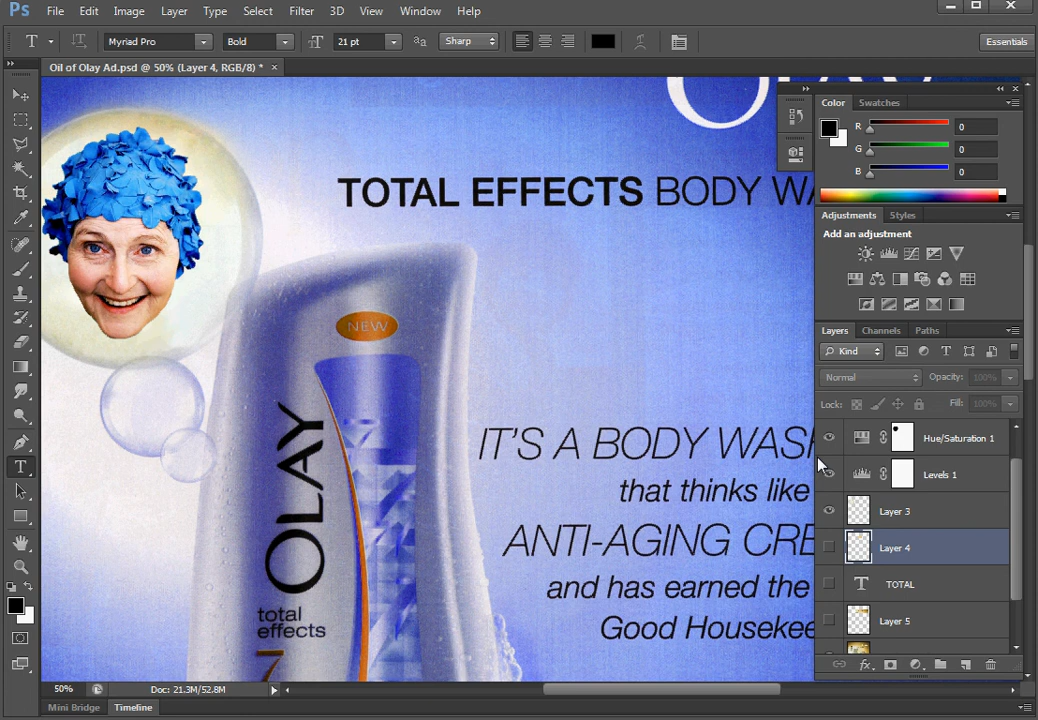 Ps File Edit Image Layer Type Select Filter 3D View Window Help
T Myriad Pro Bold 21 pt aa Sharp Essentials
Oil of Olay Ad.psd @ 50% (Layer 4, RGB/8) * ×
Color Swatches
R 0
G 0
B 0
Adjustments Styles
Add an adjustment
Layers Channels Paths
Kind
Normal Opacity: 100%
Lock: Fill: 100%
Hue/Saturation 1
Levels 1
Layer 3
Layer 4
T TOTAL
Layer 5
TOTAL EFFECTS BODY WA
NEW
IT'S A BODY WASH
that thinks like
ANTI-AGING CRE
and has earned the
Good Housekee
OLAY
total
effects
50% Doc: 21.3M/52.8M
Mini Bridge Timeline